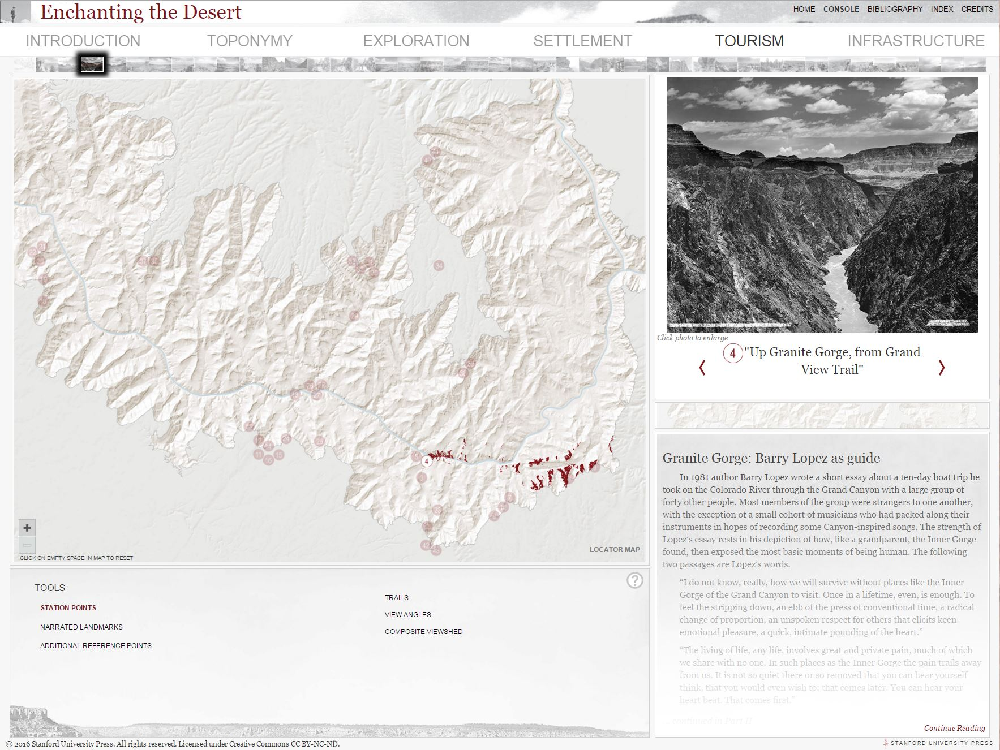 Enchanting the Desert
HOME CONSOLE BIBLIOGRAPHY INDEX CREDITS
INTRODUCTION TOPONYMY EXPLORATION SETTLEMENT TOURISM INFRASTRUCTURE
34
4
3
23
24
11
15
16
42
43
LOCATOR MAP
CLICK ON EMPTY SPACE IN MAP TO RESET
Click photo to enlarge
4 "Up Granite Gorge, from Grand
View Trail"
Granite Gorge: Barry Lopez as guide
In 1981 author Barry Lopez wrote a short essay about a ten-day boat trip he
took on the Colorado River through the Grand Canyon with a large group of
forty other people. Most members of the group were strangers to one another,
with the exception of a small cohort of musicians who had packed along their
instruments in hopes of recording some Canyon-inspired songs. The strength of
Lopez’s essay rests in his depiction of how, like a grandparent, the Inner Gorge
found, then exposed the most basic moments of being human. The following
two passages are Lopez’s words.
“I do not know, really, how we will survive without places like the Inner
Gorge of the Grand Canyon to visit. Once in a lifetime, even, is enough. To
feel the stripping down, an ebb of the press of conventional time, a radical
change of proportion, an unspoken respect for others that elicits keen
emotional pleasure, a quick, intimate pounding of the heart.”
“The living of life, any life, involves great and private pain, much of which
we share with no one. In such places as the Inner Gorge the pain trails away
from us. It is not so quiet there or so removed that you can hear yourself
think, that you would even wish to; that comes later. You can hear your
heart beat. That comes first.”
continued in Part II
Continue Reading
TOOLS
STATION POINTS
NARRATED LANDMARKS
ADDITIONAL REFERENCE POINTS
TRAILS
VIEW ANGLES
COMPOSITE VIEWSHED
?
© 2016 Stanford University Press. All rights reserved. Licensed under Creative Commons CC BY-NC-ND.
STANFORD UNIVERSITY PRESS